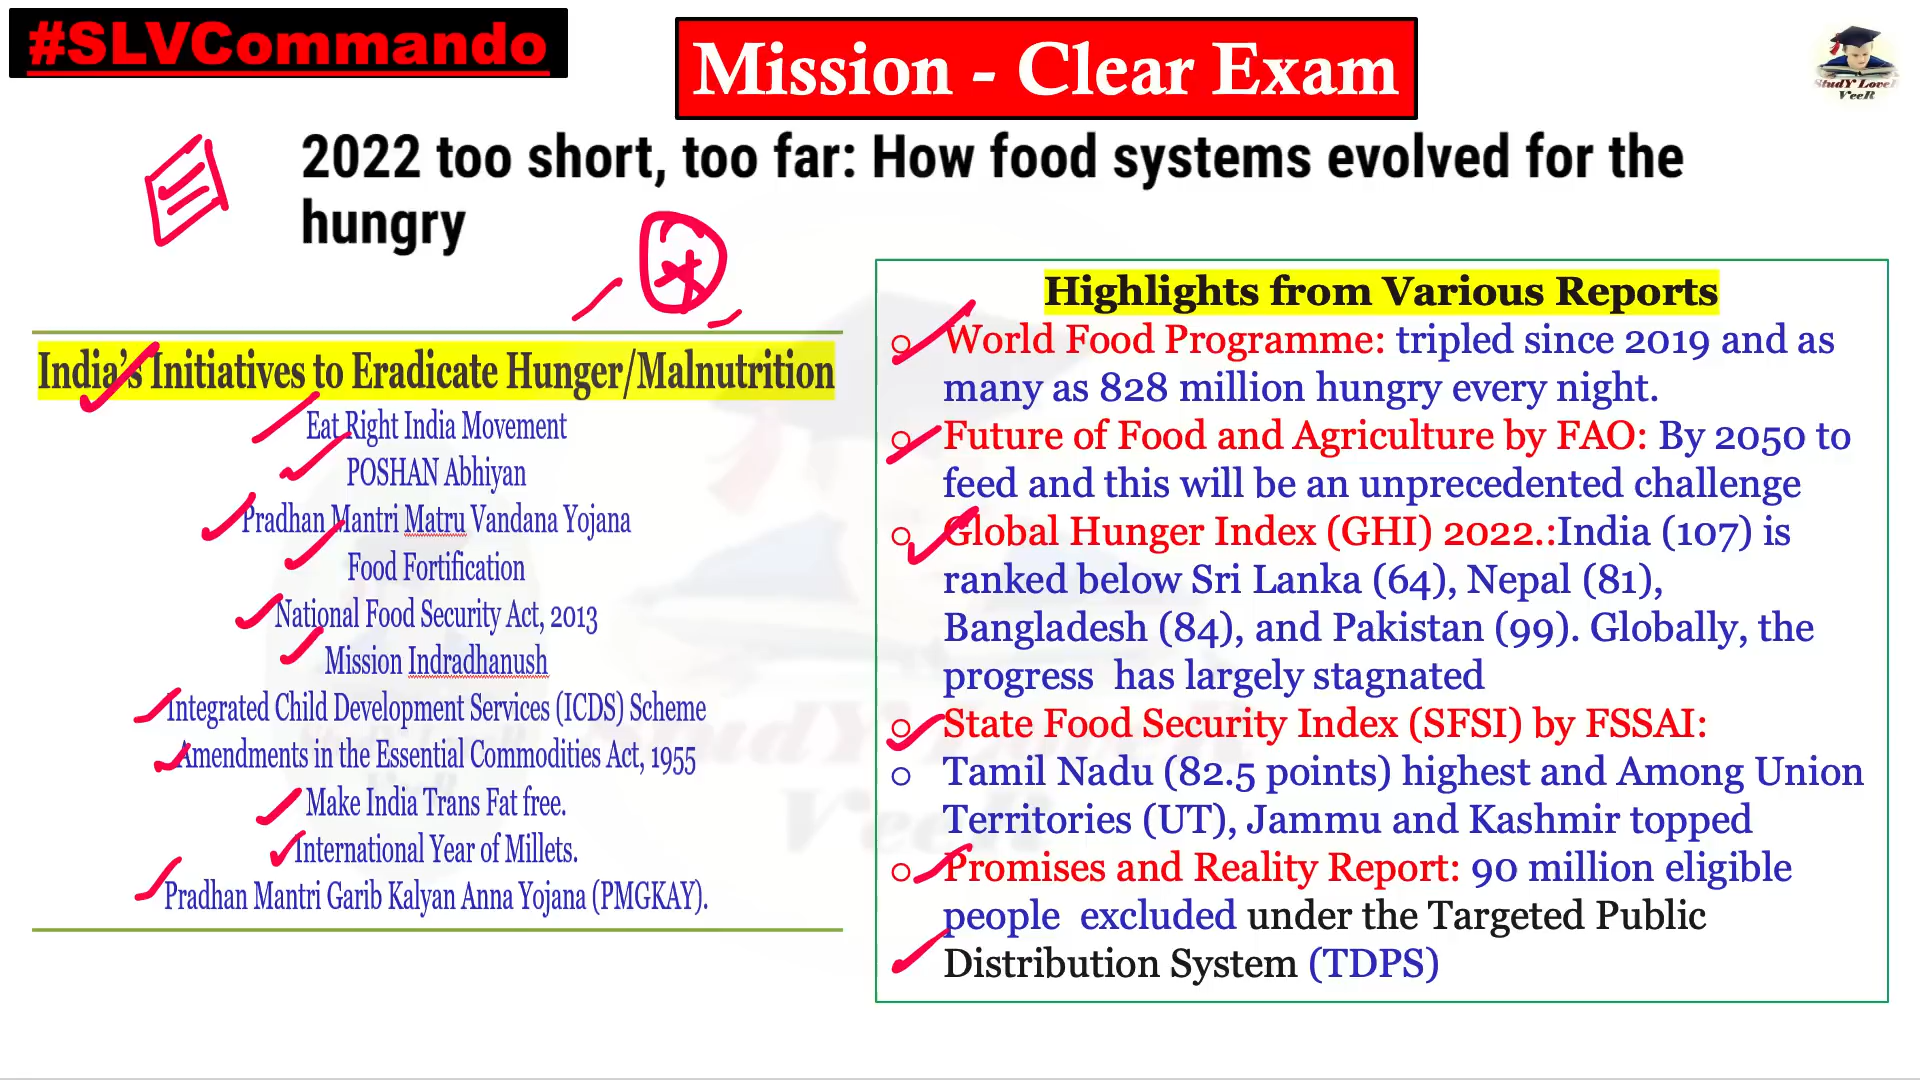 #SLVCommando
Mission - Clear Exam
StudY LoveR
VeeR
2022 too short, too far: How food systems evolved for the
hungry
India's Initiatives to Eradicate Hunger/Malnutrition
Eat Right India Movement
POSHAN Abhiyan
Pradhan Mantri Matru Vandana Yojana
Food Fortification
National Food Security Act, 2013
Mission Indradhanush
Integrated Child Development Services (ICDS) Scheme
Amendments in the Essential Commodities Act, 1955
Make India Trans Fat free.
International Year of Millets.
Pradhan Mantri Garib Kalyan Anna Yojana (PMGKAY).
Highlights from Various Reports
World Food Programme: tripled since 2019 and as
many as 828 million hungry every night.
Future of Food and Agriculture by FAO: By 2050 to
feed and this will be an unprecedented challenge
Global Hunger Index (GHI) 2022.:India (107) is
ranked below Sri Lanka (64), Nepal (81),
Bangladesh (84), and Pakistan (99). Globally, the
progress has largely stagnated
State Food Security Index (SFSI) by FSSAI:
Tamil Nadu (82.5 points) highest and Among Union
Territories (UT), Jammu and Kashmir topped
Promises and Reality Report: 90 million eligible
people excluded under the Targeted Public
Distribution System (TDPS)
StudY LoveR
VeeR